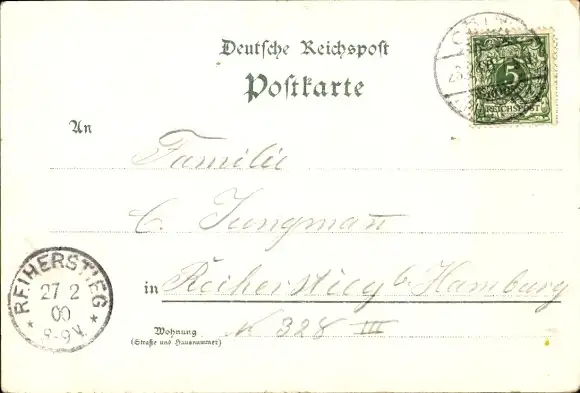 Deutsche Reichspost
Postkarte
5
REICHSPOST
An
Familie
C. Jungmann
in Reiherstieg b. Hamburg
Wohnung
(Straße und Hausnummer)
N 328 III
REIHERSTIEG
27 2
00
8-9V.